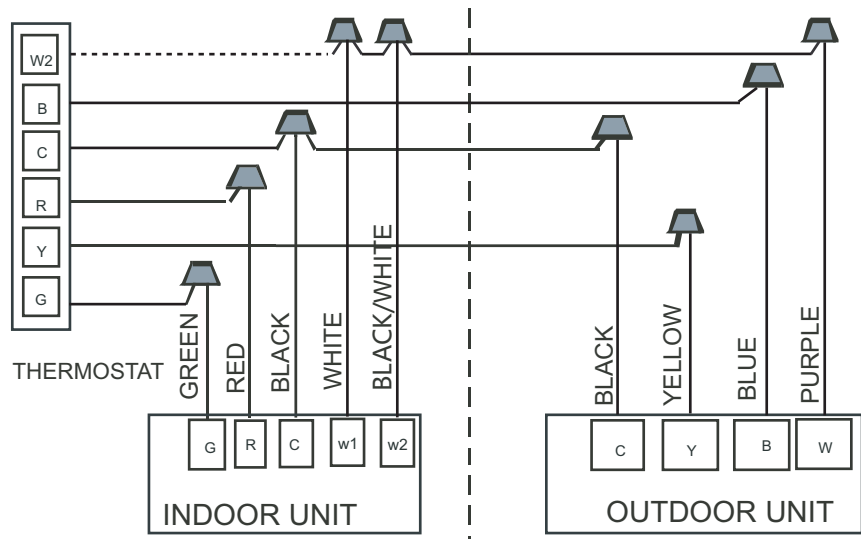 W2
B
C
R
Y
G
THERMOSTAT
GREEN
RED
BLACK
WHITE
BLACK/WHITE
BLACK
YELLOW
BLUE
PURPLE
G R C w1 w2
INDOOR UNIT
C Y B W
OUTDOOR UNIT